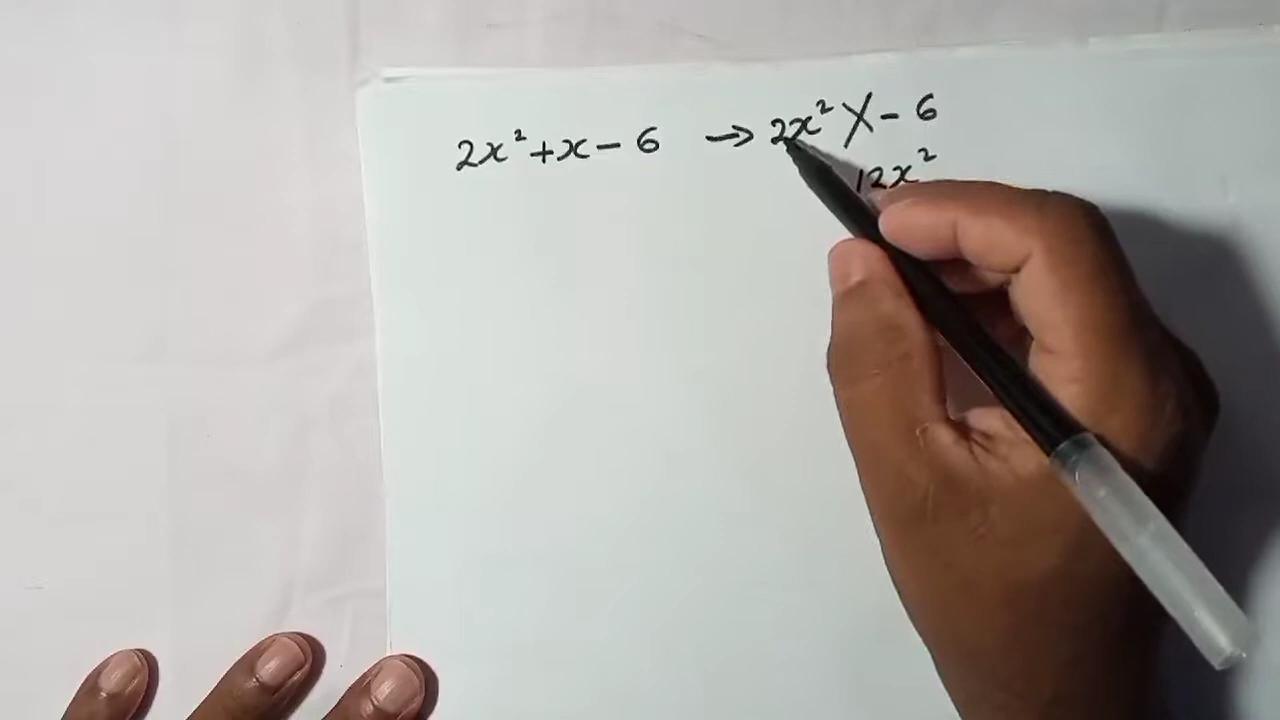 2x² + x - 6 → 2x² X - 6
12x²